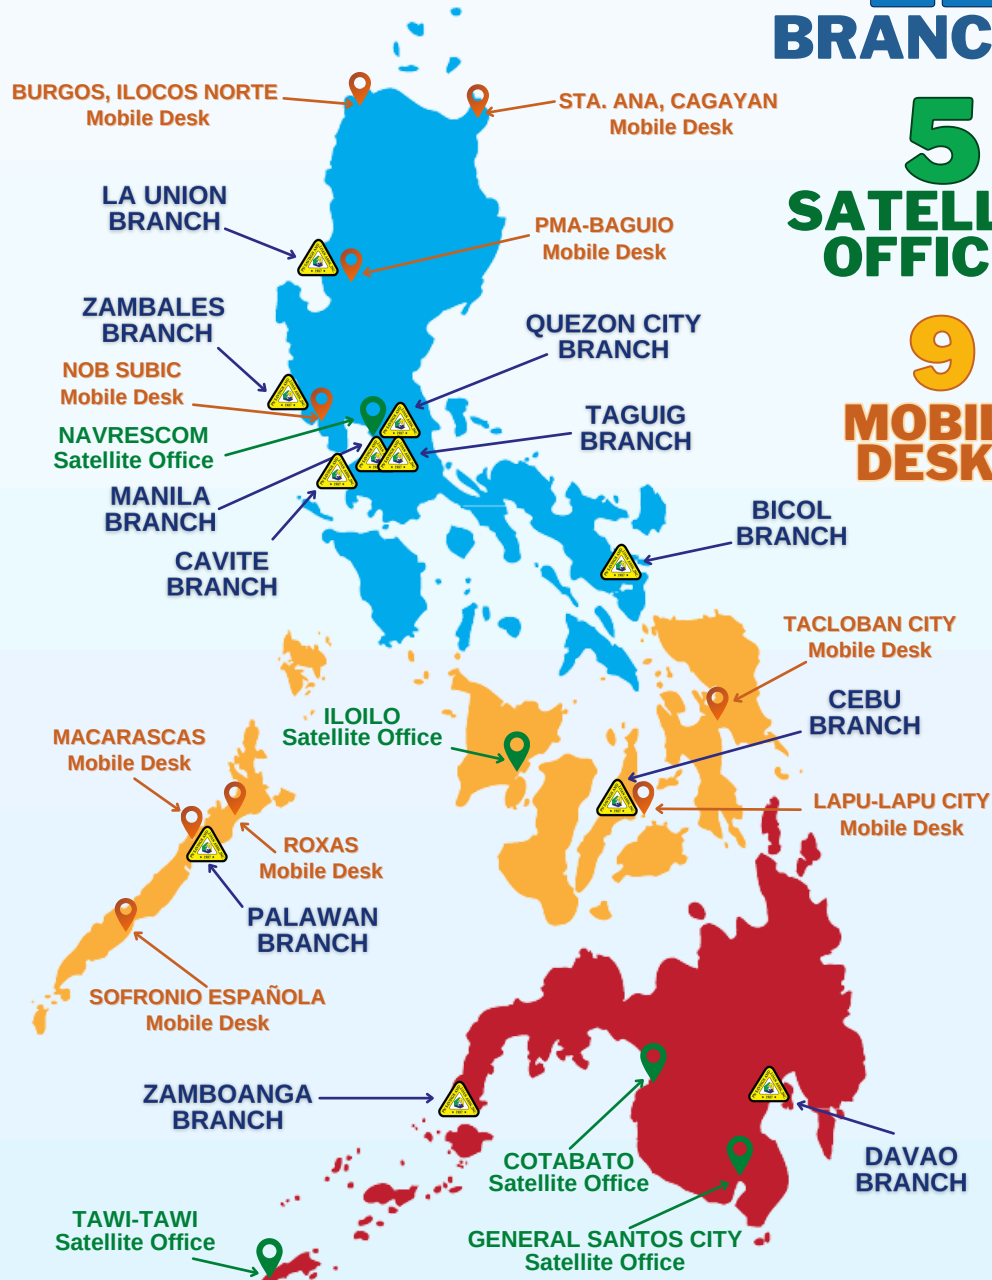 BRANC
BURGOS, ILOCOS NORTE
Mobile Desk
STA. ANA, CAGAYAN
Mobile Desk
5
SATELL
OFFIC
LA UNION
BRANCH
PMA-BAGUIO
Mobile Desk
ZAMBALES
BRANCH
QUEZON CITY
BRANCH
9
MOBIL
DESK
NOB SUBIC
Mobile Desk
TAGUIG
BRANCH
NAVRESCOM
Satellite Office
MANILA
BRANCH
BICOL
BRANCH
CAVITE
BRANCH
TACLOBAN CITY
Mobile Desk
CEBU
BRANCH
ILOILO
Satellite Office
MACARASCAS
Mobile Desk
LAPU-LAPU CITY
Mobile Desk
ROXAS
Mobile Desk
PALAWAN
BRANCH
SOFRONIO ESPAÑOLA
Mobile Desk
ZAMBOANGA
BRANCH
COTABATO
Satellite Office
DAVAO
BRANCH
TAWI-TAWI
Satellite Office
GENERAL SANTOS CITY
Satellite Office